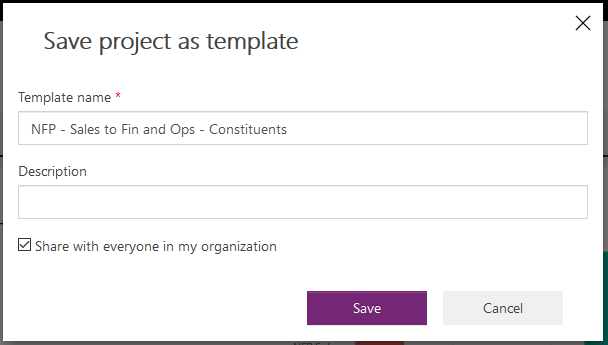 Save project as template
Template name *
NFP - Sales to Fin and Ops - Constituents
Description
Share with everyone in my organization
Save
Cancel